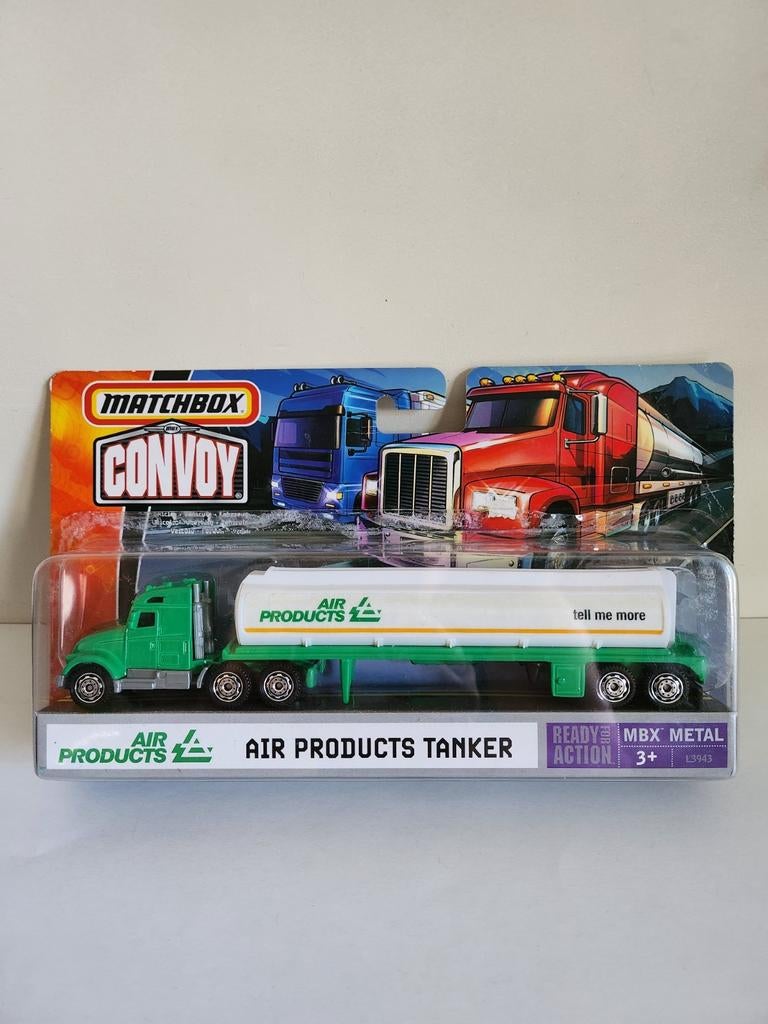 MATCHBOX
MBX
CONVOY
AIR
PRODUCTS
tell me more
AIR
PRODUCTS
AIR PRODUCTS TANKER
READY FOR
ACTION
MBX™ METAL
3+
L3943